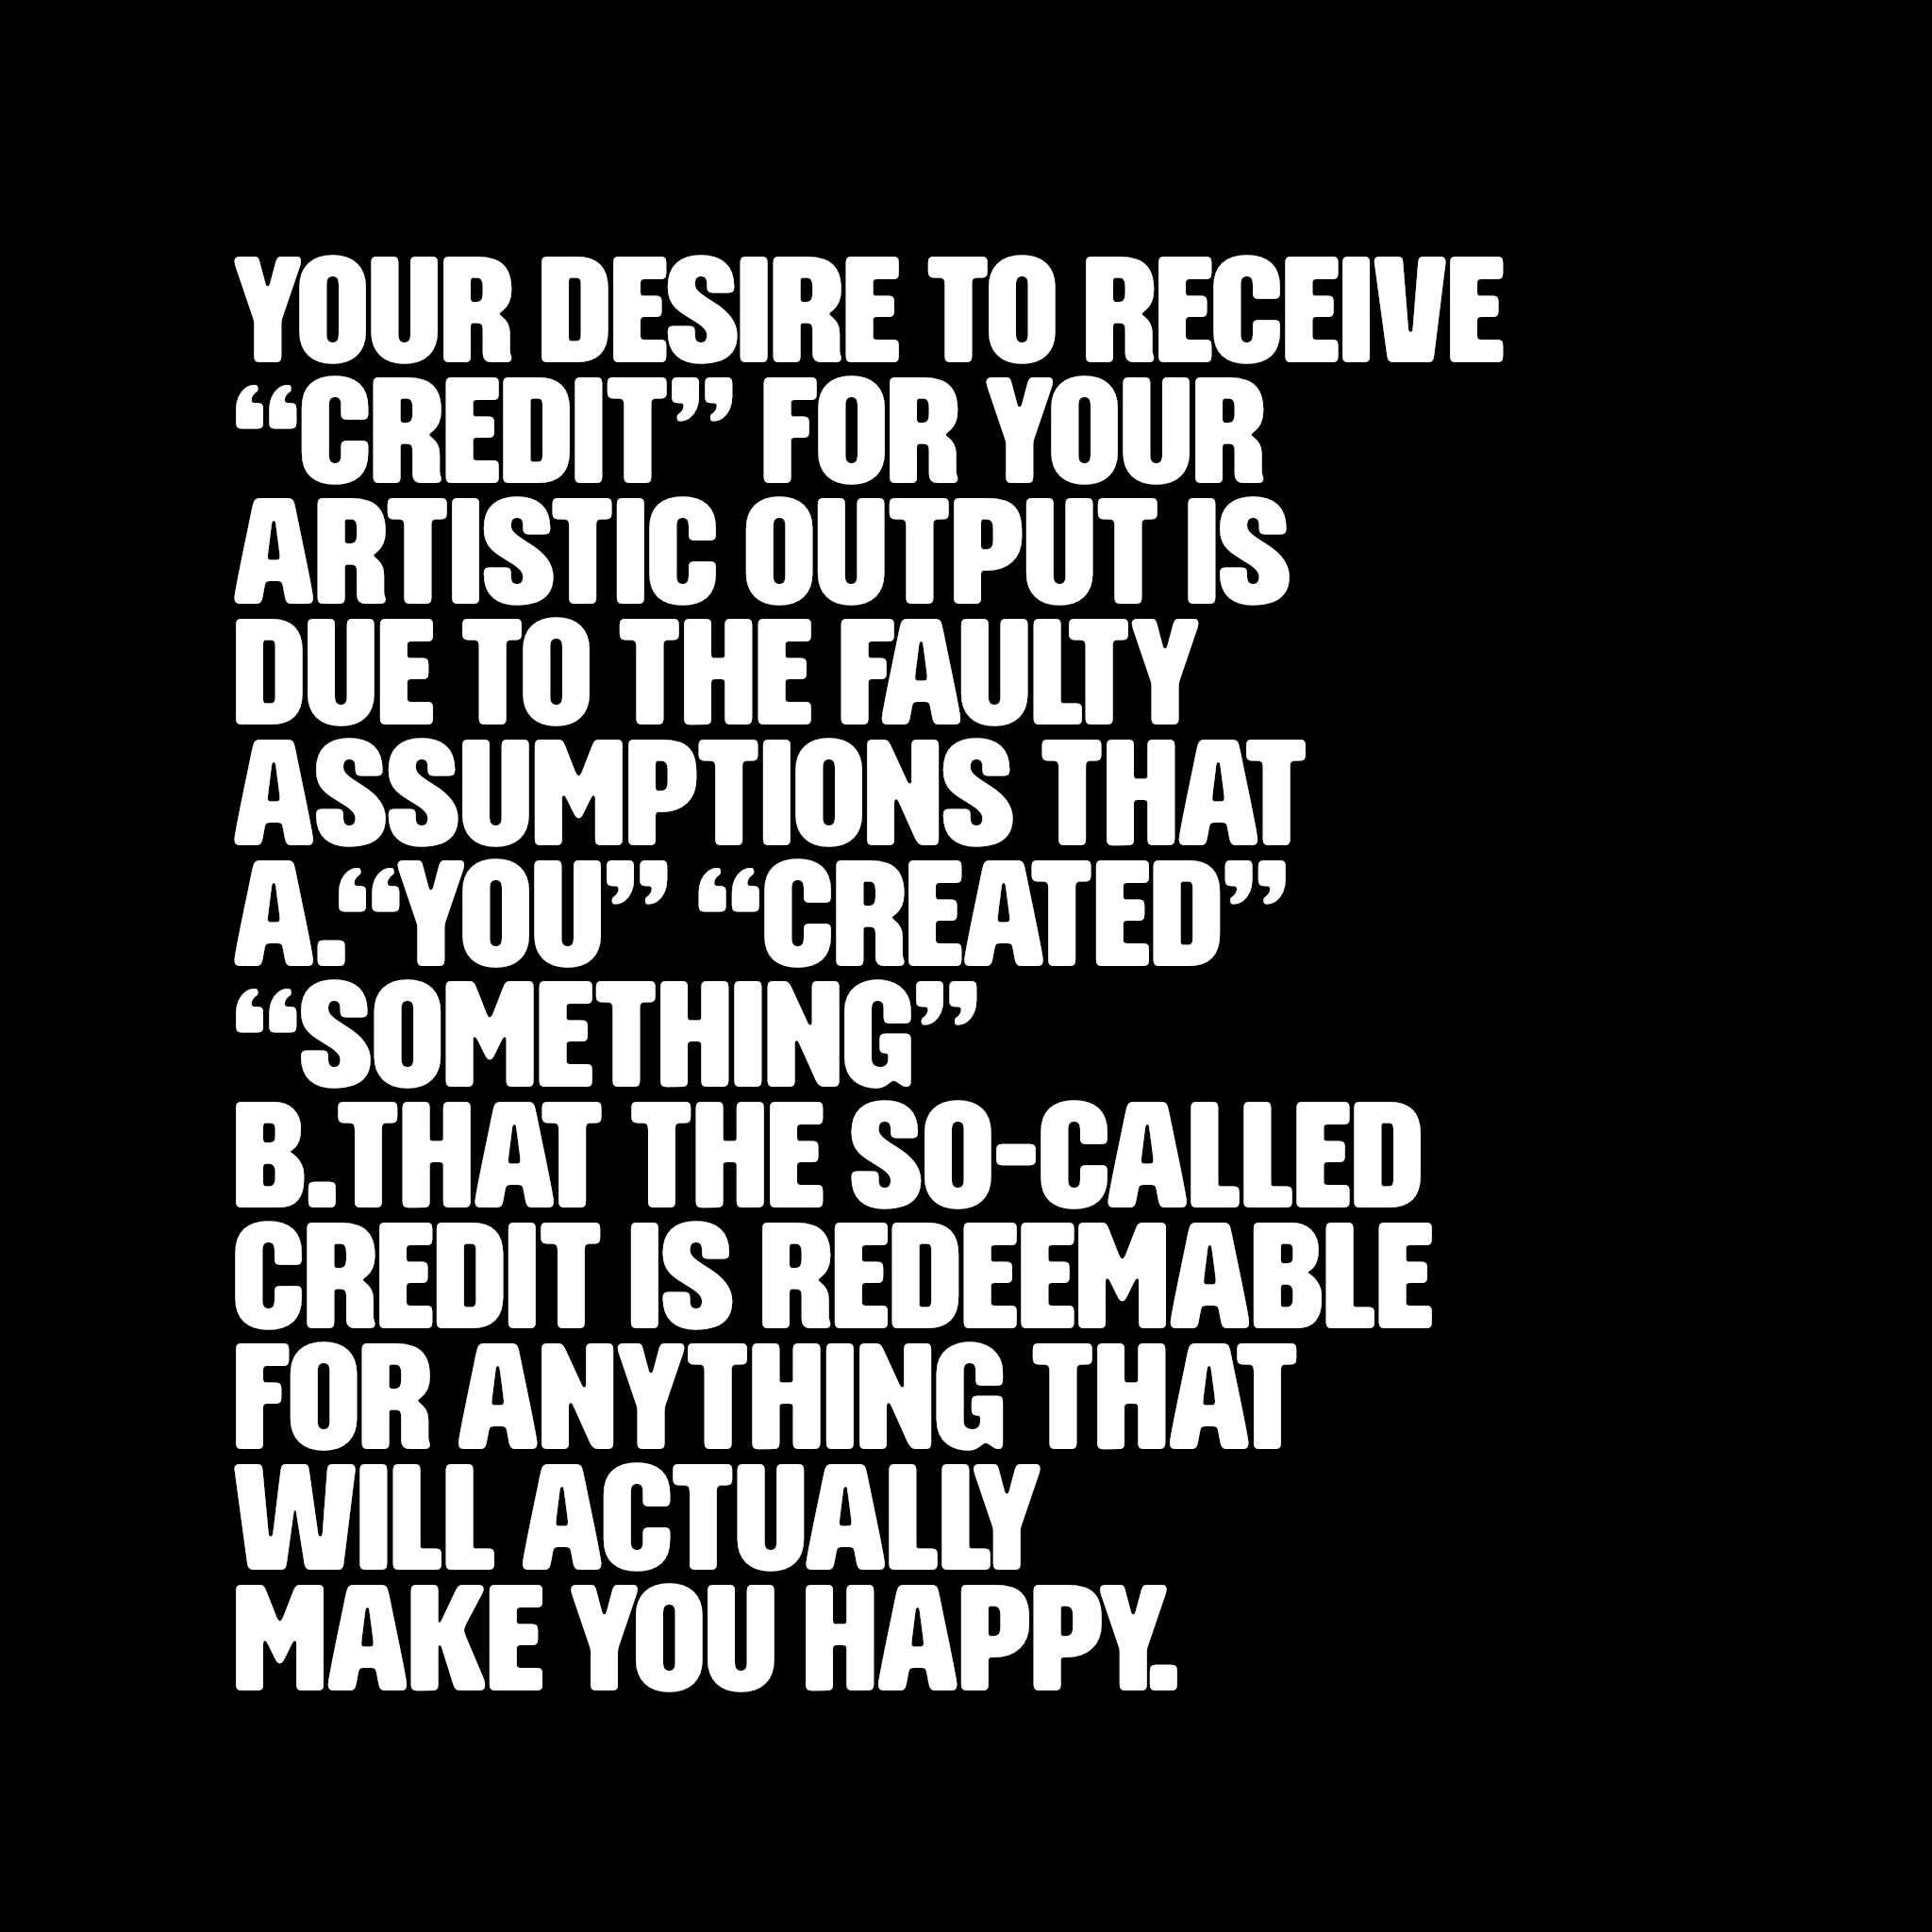 YOUR DESIRE TO RECEIVE
“CREDIT” FOR YOUR
ARTISTIC OUTPUT IS
DUE TO THE FAULTY
ASSUMPTIONS THAT
A. “YOU” “CREATED”
“SOMETHING”
B. THAT THE SO-CALLED
CREDIT IS REDEEMABLE
FOR ANYTHING THAT
WILL ACTUALLY
MAKE YOU HAPPY.